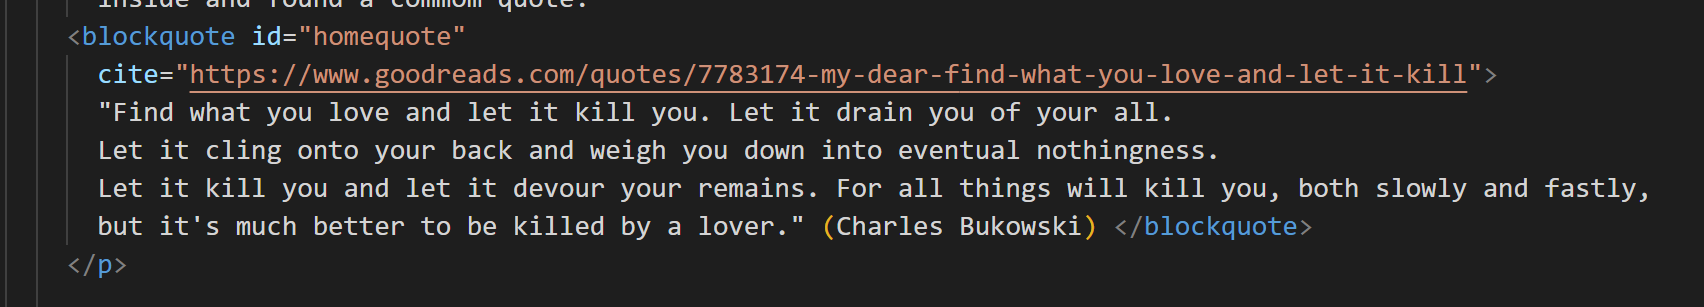 inside and found a commom quote.
<blockquote id="homequote"
cite="https://www.goodreads.com/quotes/7783174-my-dear-find-what-you-love-and-let-it-kill">
"Find what you love and let it kill you. Let it drain you of your all.
Let it cling onto your back and weigh you down into eventual nothingness.
Let it kill you and let it devour your remains. For all things will kill you, both slowly and fastly,
but it's much better to be killed by a lover." (Charles Bukowski) </blockquote>
</p>